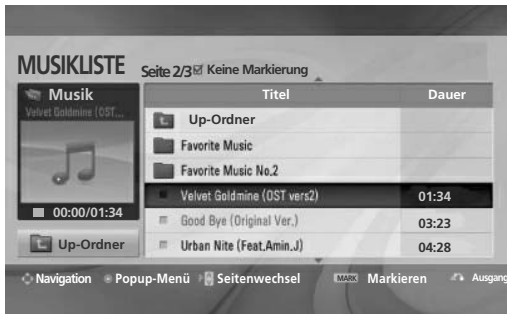 MUSIKLISTE Seite 2/3 Keine Markierung
Musik
Velvet Goldmine (OST...
00:00/01:34
Up-Ordner
Titel Dauer
Up-Ordner
Favorite Music
Favorite Music No.2
Velvet Goldmine (OST vers2) 01:34
Good Bye (Original Ver.) 03:23
Urban Nite (Feat.Amin.J) 04:28
Navigation Popup-Menü Seitenwechsel MARK Markieren Ausgang